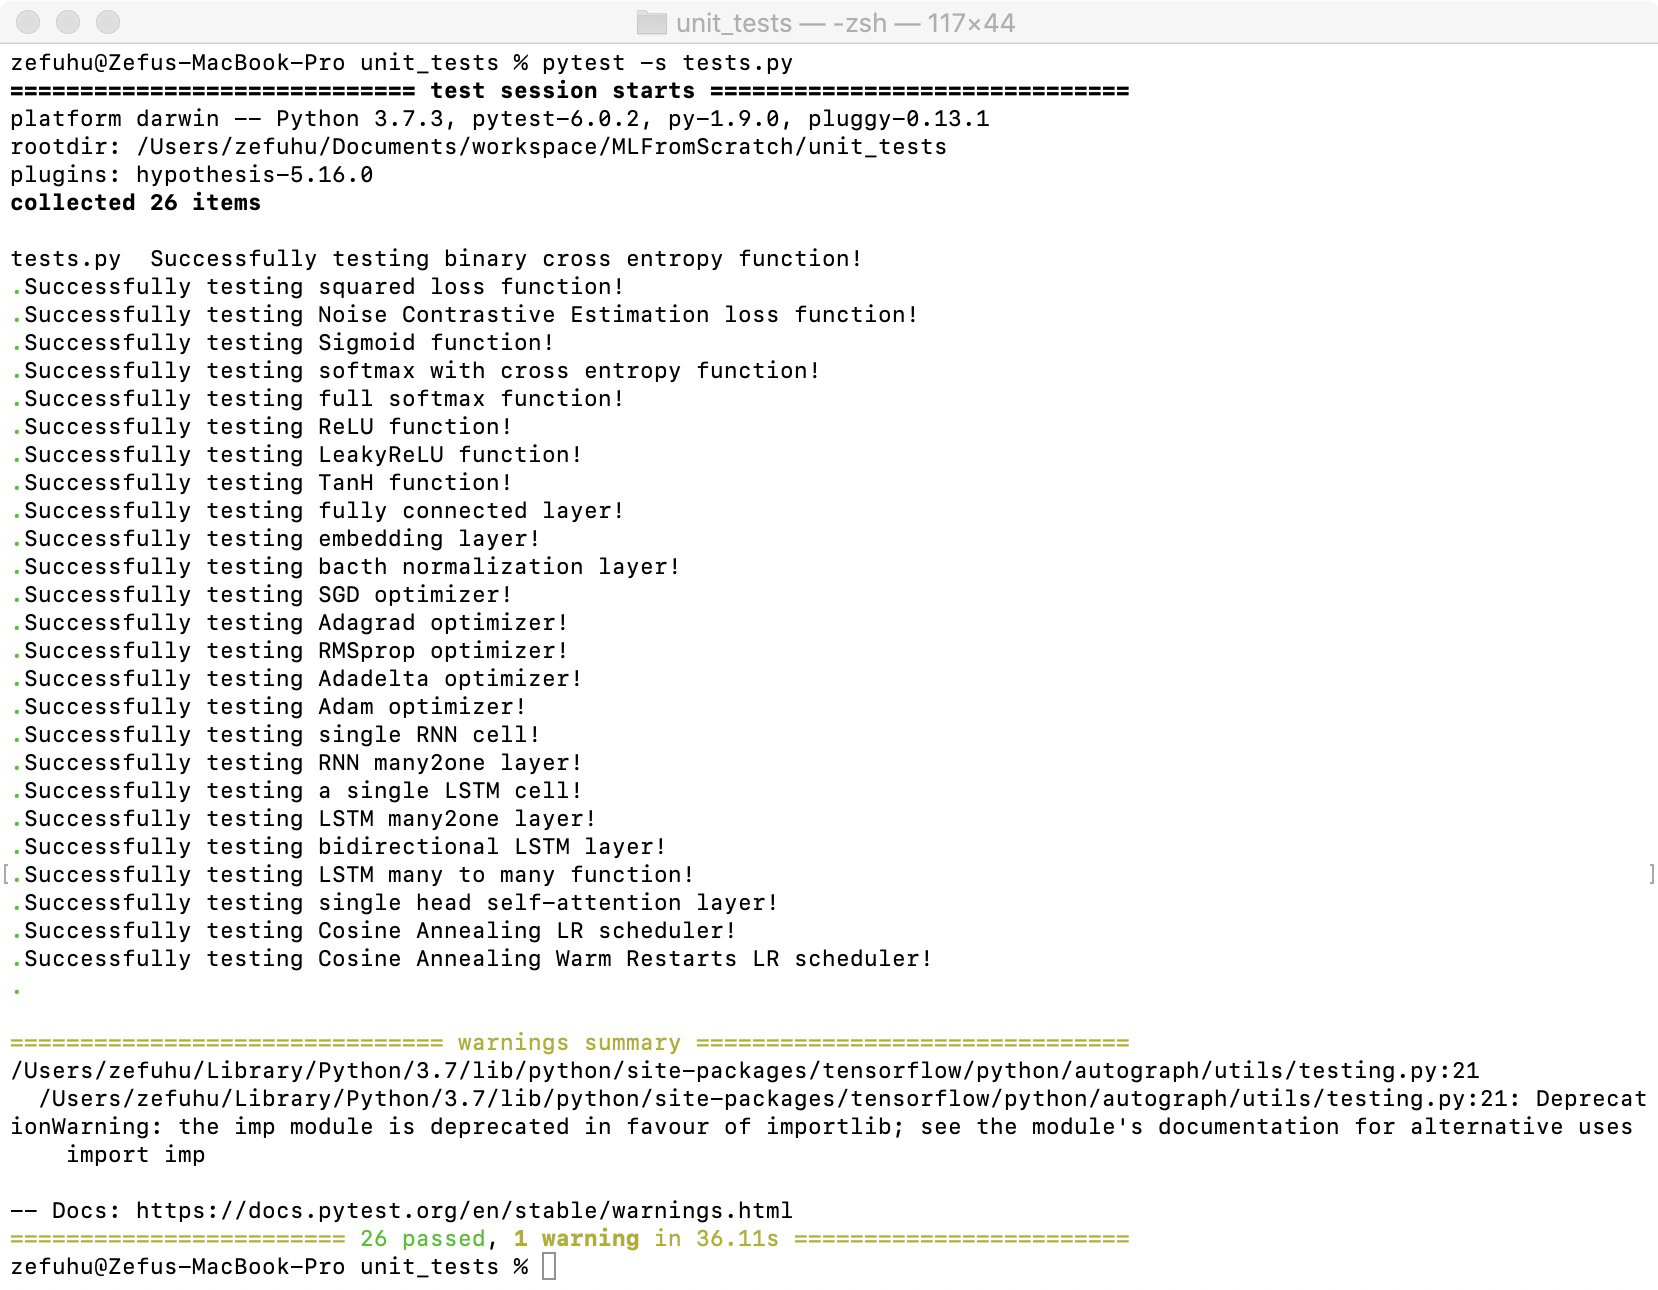 unit_tests — -zsh — 117×44
zefuhu@Zefus-MacBook-Pro unit_tests % pytest -s tests.py
============================= test session starts ==============================
platform darwin -- Python 3.7.3, pytest-6.0.2, py-1.9.0, pluggy-0.13.1
rootdir: /Users/zefuhu/Documents/workspace/MLFromScratch/unit_tests
plugins: hypothesis-5.16.0
collected 26 items

tests.py  Successfully testing binary cross entropy function!
.Successfully testing squared loss function!
.Successfully testing Noise Contrastive Estimation loss function!
.Successfully testing Sigmoid function!
.Successfully testing softmax with cross entropy function!
.Successfully testing full softmax function!
.Successfully testing ReLU function!
.Successfully testing LeakyReLU function!
.Successfully testing TanH function!
.Successfully testing fully connected layer!
.Successfully testing embedding layer!
.Successfully testing bacth normalization layer!
.Successfully testing SGD optimizer!
.Successfully testing Adagrad optimizer!
.Successfully testing RMSprop optimizer!
.Successfully testing Adadelta optimizer!
.Successfully testing Adam optimizer!
.Successfully testing single RNN cell!
.Successfully testing RNN many2one layer!
.Successfully testing a single LSTM cell!
.Successfully testing LSTM many2one layer!
.Successfully testing bidirectional LSTM layer!
[.Successfully testing LSTM many to many function! ]
.Successfully testing single head self-attention layer!
.Successfully testing Cosine Annealing LR scheduler!
.Successfully testing Cosine Annealing Warm Restarts LR scheduler!
.

=============================== warnings summary ===============================
/Users/zefuhu/Library/Python/3.7/lib/python/site-packages/tensorflow/python/autograph/utils/testing.py:21
  /Users/zefuhu/Library/Python/3.7/lib/python/site-packages/tensorflow/python/autograph/utils/testing.py:21: Deprecat
ionWarning: the imp module is deprecated in favour of importlib; see the module's documentation for alternative uses
    import imp

-- Docs: https://docs.pytest.org/en/stable/warnings.html
======================== 26 passed, 1 warning in 36.11s ========================
zefuhu@Zefus-MacBook-Pro unit_tests %